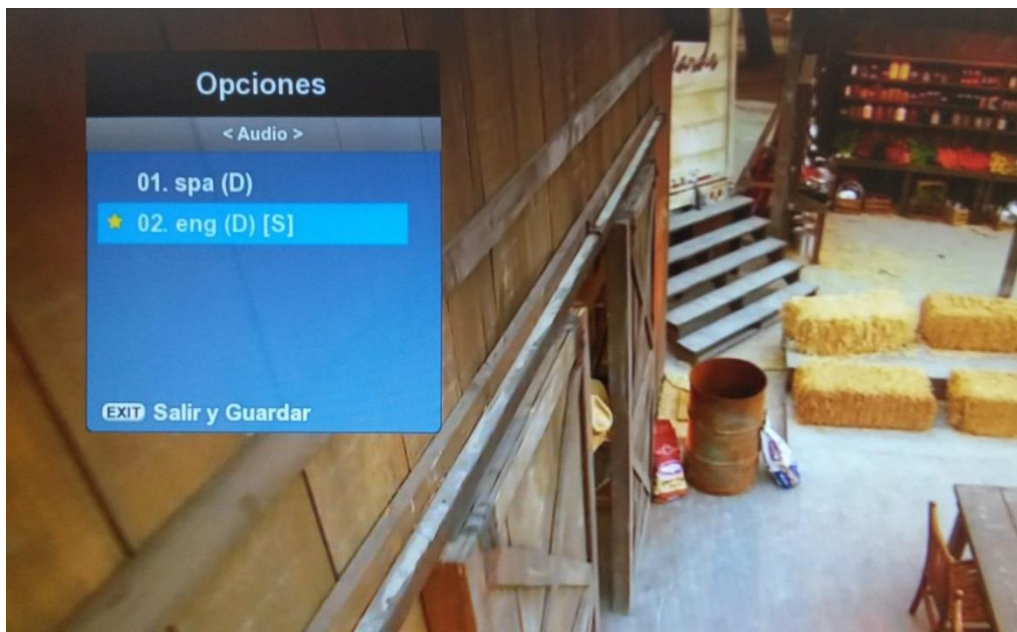 Opciones
< Audio >
01. spa (D)
02. eng (D) [S]
EXIT Salir y Guardar